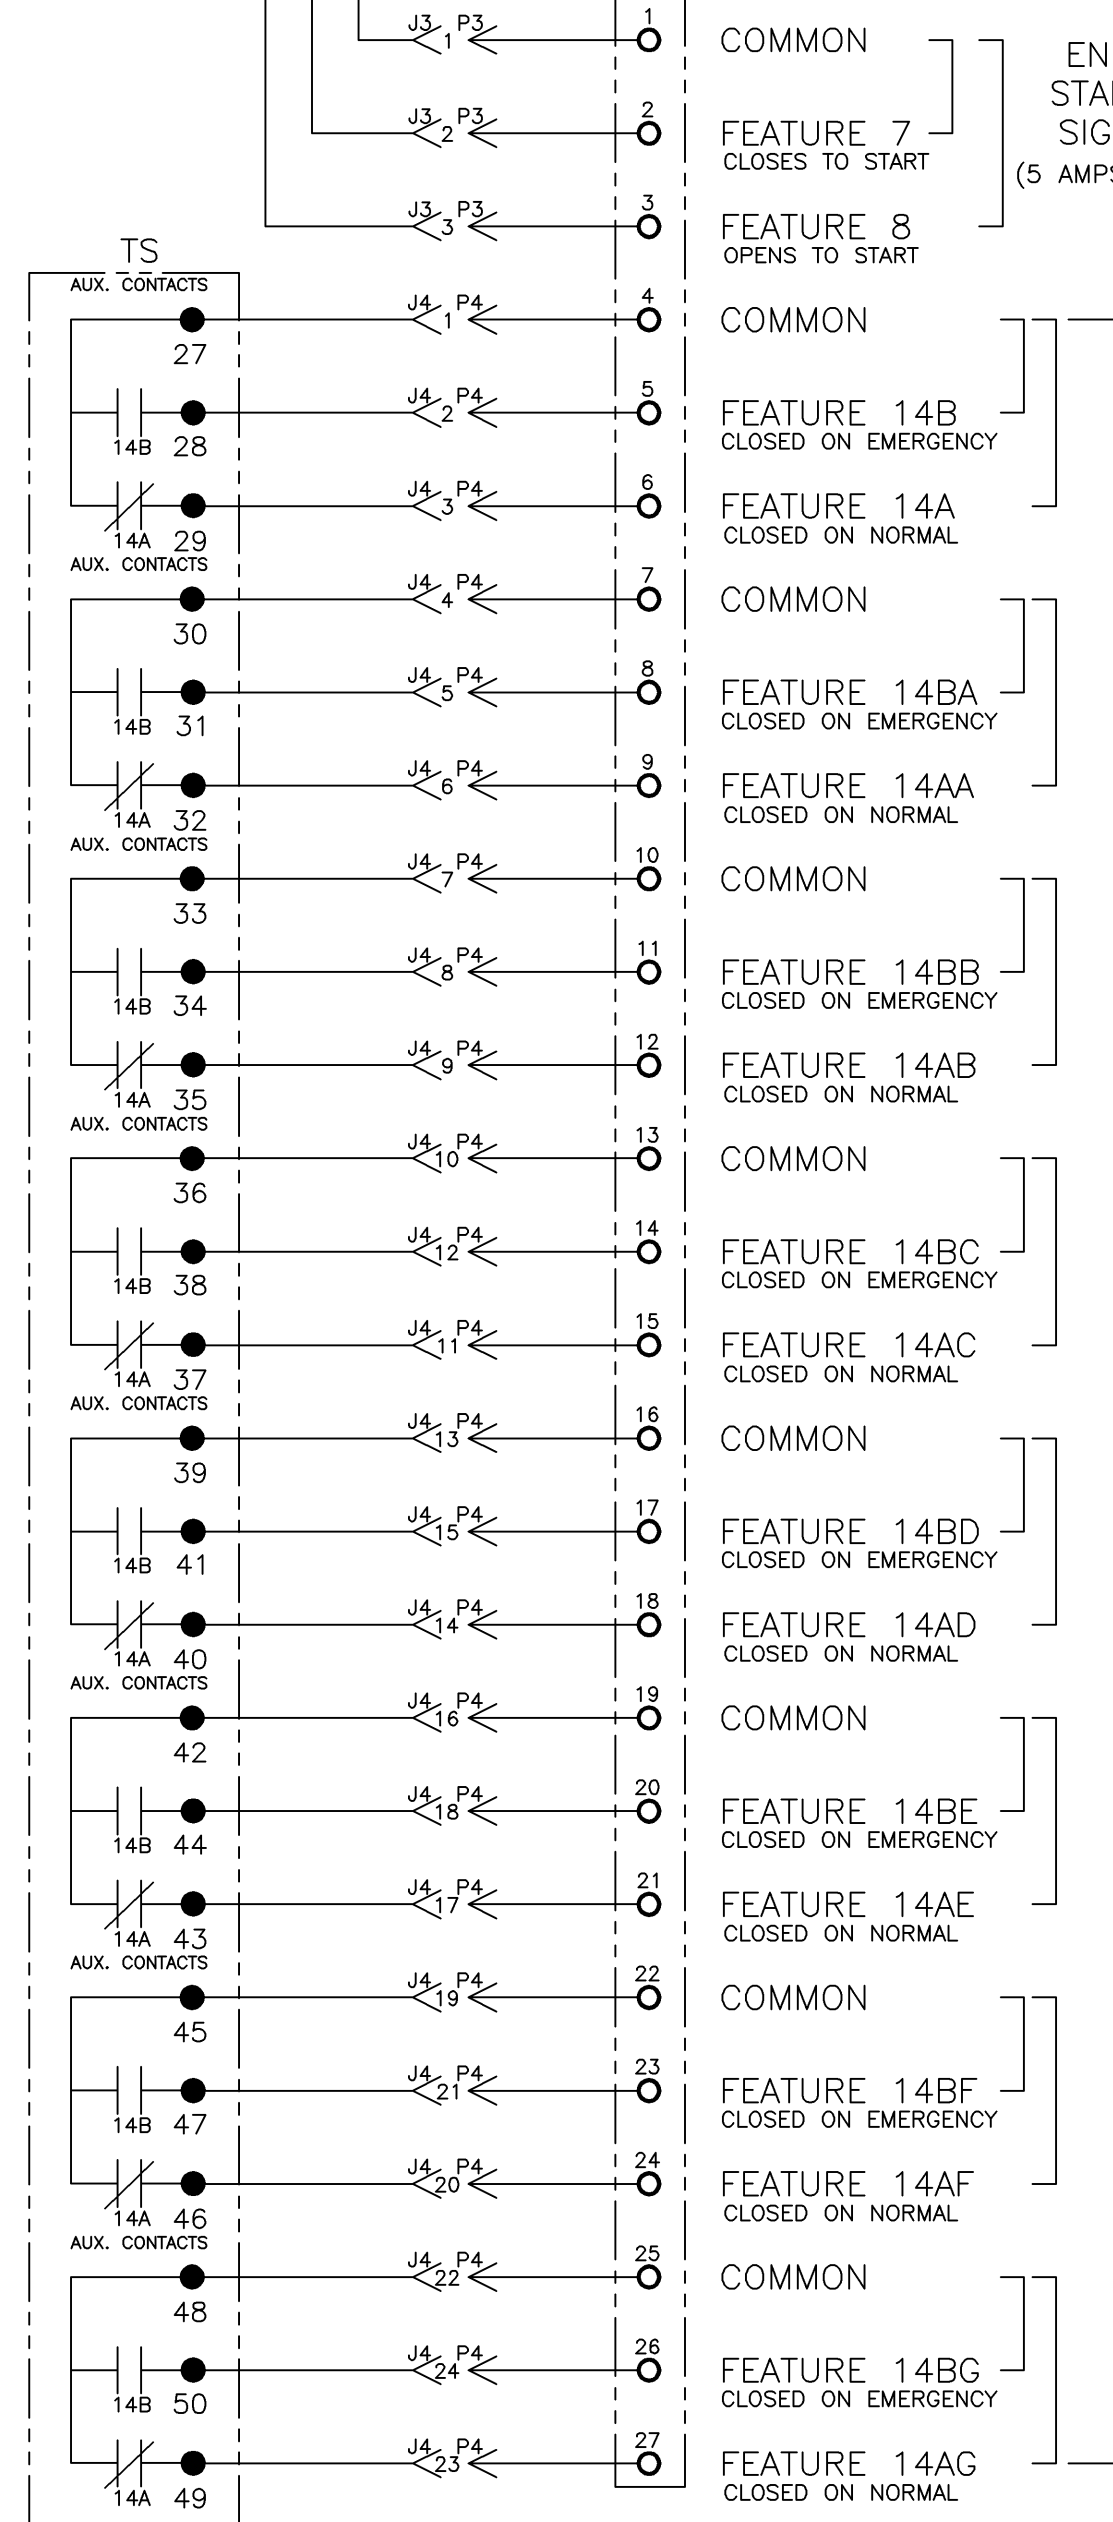 J3 P3 1 1 COMMON
EN
STA
SIG
(5 AMPS
J3 P3 2 2 FEATURE 7
CLOSES TO START
J3 P3 3 3 FEATURE 8
OPENS TO START
TS
AUX. CONTACTS
27 J4 P4 1 4 COMMON
14B 28 J4 P4 2 5 FEATURE 14B
CLOSED ON EMERGENCY
14A 29 J4 P4 3 6 FEATURE 14A
CLOSED ON NORMAL
AUX. CONTACTS
30 J4 P4 4 7 COMMON
14B 31 J4 P4 5 8 FEATURE 14BA
CLOSED ON EMERGENCY
14A 32 J4 P4 6 9 FEATURE 14AA
CLOSED ON NORMAL
AUX. CONTACTS
33 J4 P4 7 10 COMMON
14B 34 J4 P4 8 11 FEATURE 14BB
CLOSED ON EMERGENCY
14A 35 J4 P4 9 12 FEATURE 14AB
CLOSED ON NORMAL
AUX. CONTACTS
36 J4 P4 10 13 COMMON
14B 38 J4 P4 12 14 FEATURE 14BC
CLOSED ON EMERGENCY
14A 37 J4 P4 11 15 FEATURE 14AC
CLOSED ON NORMAL
AUX. CONTACTS
39 J4 P4 13 16 COMMON
14B 41 J4 P4 15 17 FEATURE 14BD
CLOSED ON EMERGENCY
14A 40 J4 P4 14 18 FEATURE 14AD
CLOSED ON NORMAL
AUX. CONTACTS
42 J4 P4 16 19 COMMON
14B 44 J4 P4 18 20 FEATURE 14BE
CLOSED ON EMERGENCY
14A 43 J4 P4 17 21 FEATURE 14AE
CLOSED ON NORMAL
AUX. CONTACTS
45 J4 P4 19 22 COMMON
14B 47 J4 P4 21 23 FEATURE 14BF
CLOSED ON EMERGENCY
14A 46 J4 P4 20 24 FEATURE 14AF
CLOSED ON NORMAL
AUX. CONTACTS
48 J4 P4 22 25 COMMON
14B 50 J4 P4 24 26 FEATURE 14BG
CLOSED ON EMERGENCY
14A 49 J4 P4 23 27 FEATURE 14AG
CLOSED ON NORMAL